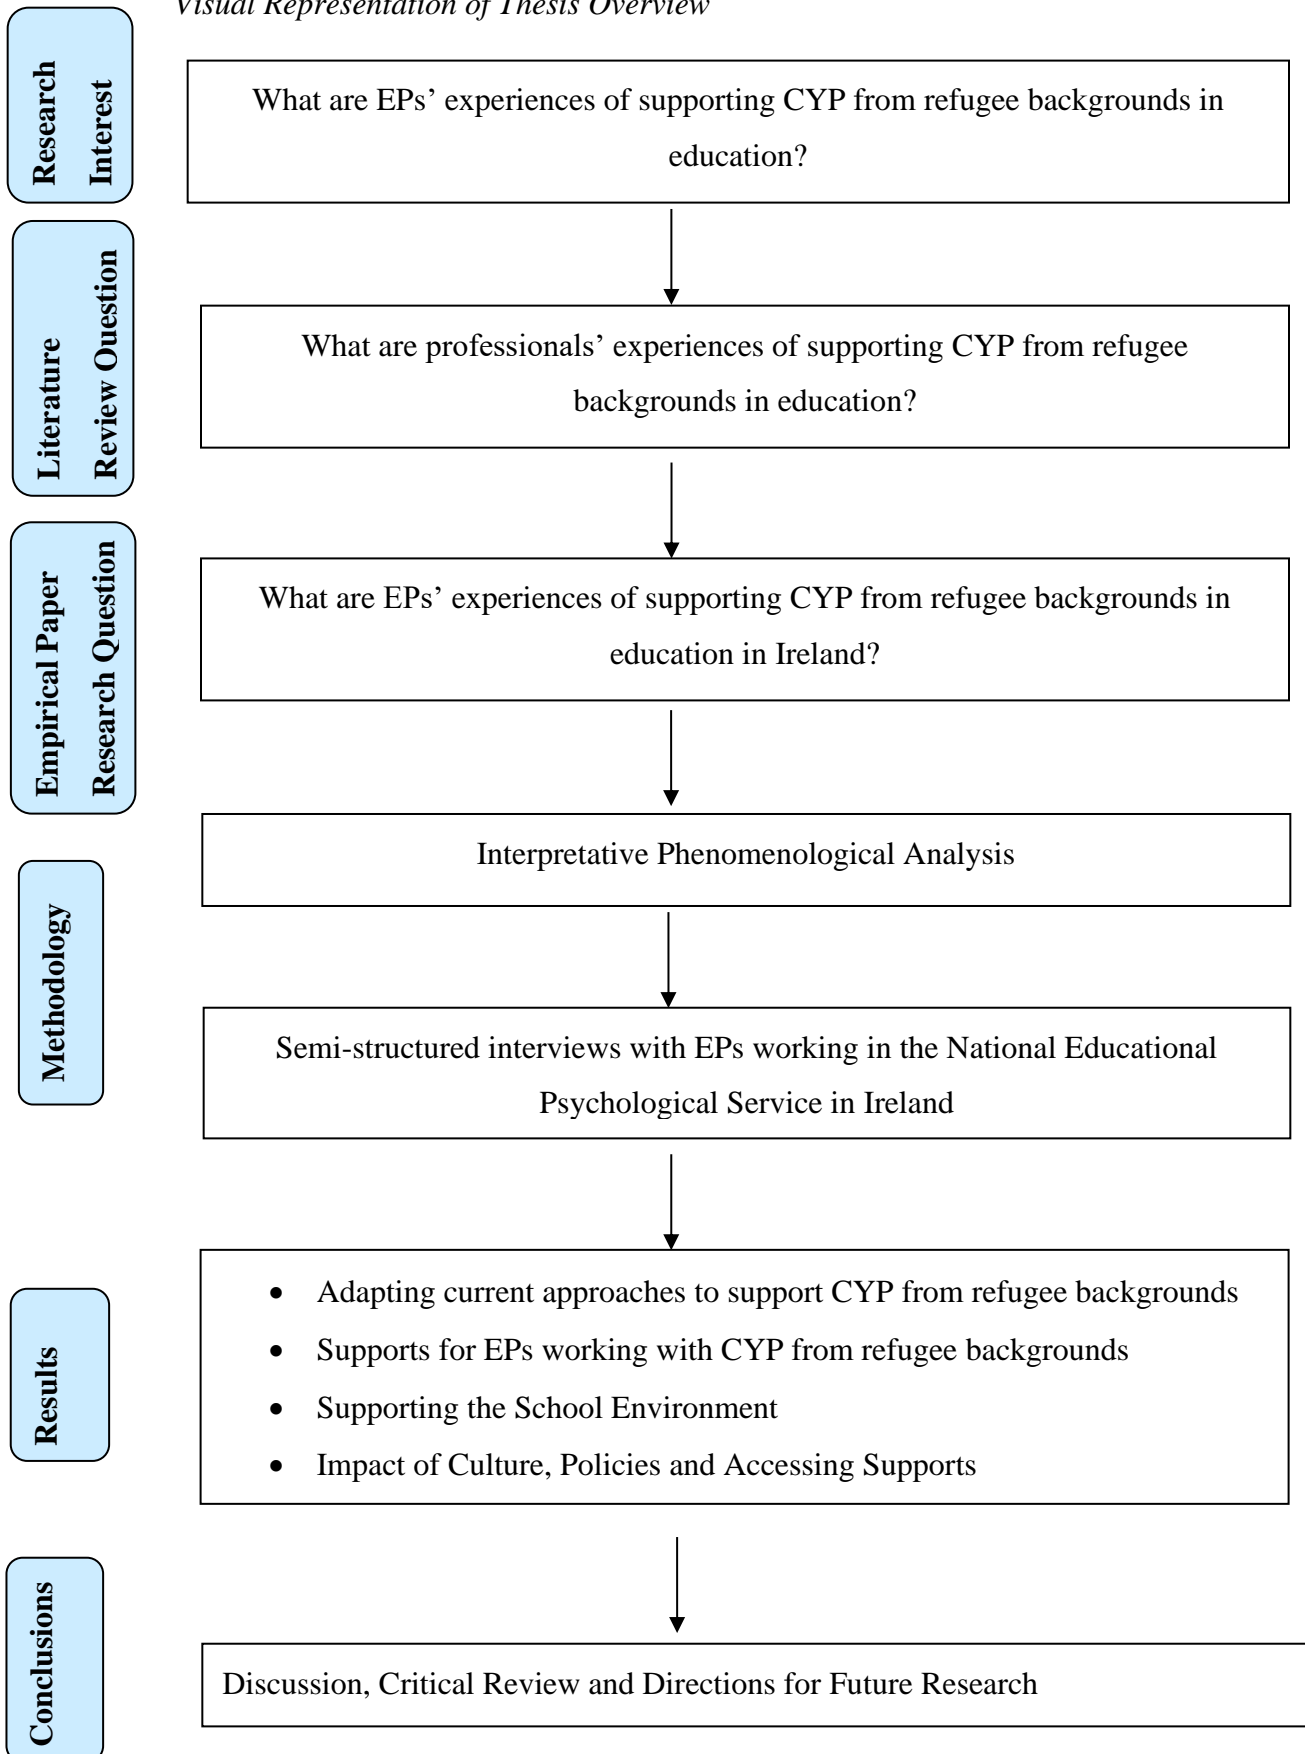 Visual Representation of Thesis Overview
Research
Interest
What are EPs’ experiences of supporting CYP from refugee backgrounds in
education?
Literature
Review Question
What are professionals’ experiences of supporting CYP from refugee
backgrounds in education?
Empirical Paper
Research Question
What are EPs’ experiences of supporting CYP from refugee backgrounds in
education in Ireland?
Methodology
Interpretative Phenomenological Analysis
Semi-structured interviews with EPs working in the National Educational
Psychological Service in Ireland
Results
• Adapting current approaches to support CYP from refugee backgrounds
• Supports for EPs working with CYP from refugee backgrounds
• Supporting the School Environment
• Impact of Culture, Policies and Accessing Supports
Conclusions
Discussion, Critical Review and Directions for Future Research